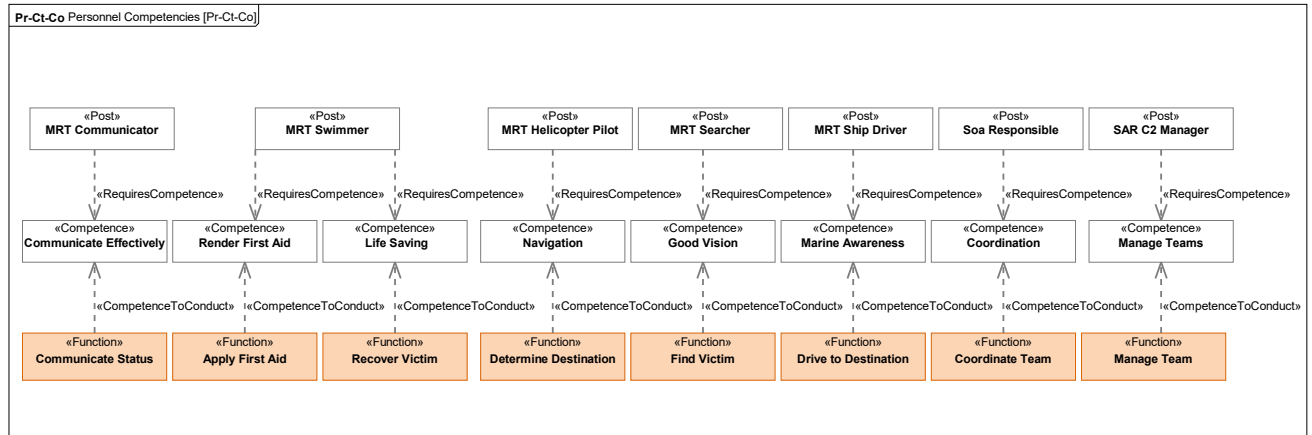 Pr-Ct-Co Personnel Competencies [Pr-Ct-Co]
«Post» «Post» «Post» «Post» «Post» «Post» «Post»
MRT Communicator MRT Swimmer MRT Helicopter Pilot MRT Searcher MRT Ship Driver Soa Responsible SAR C2 Manager
«RequiresCompetence» «RequiresCompetence» «RequiresCompetence» «RequiresCompetence» «RequiresCompetence» «RequiresCompetence» «RequiresCompetence» «RequiresCompetence»
«Competence» «Competence» «Competence» «Competence» «Competence» «Competence» «Competence» «Competence»
Communicate Effectively Render First Aid Life Saving Navigation Good Vision Marine Awareness Coordination Manage Teams
«CompetenceToConduct» «CompetenceToConduct» «CompetenceToConduct» «CompetenceToConduct» «CompetenceToConduct» «CompetenceToConduct» «CompetenceToConduct» «CompetenceToConduct»
«Function» «Function» «Function» «Function» «Function» «Function» «Function» «Function»
Communicate Status Apply First Aid Recover Victim Determine Destination Find Victim Drive to Destination Coordinate Team Manage Team